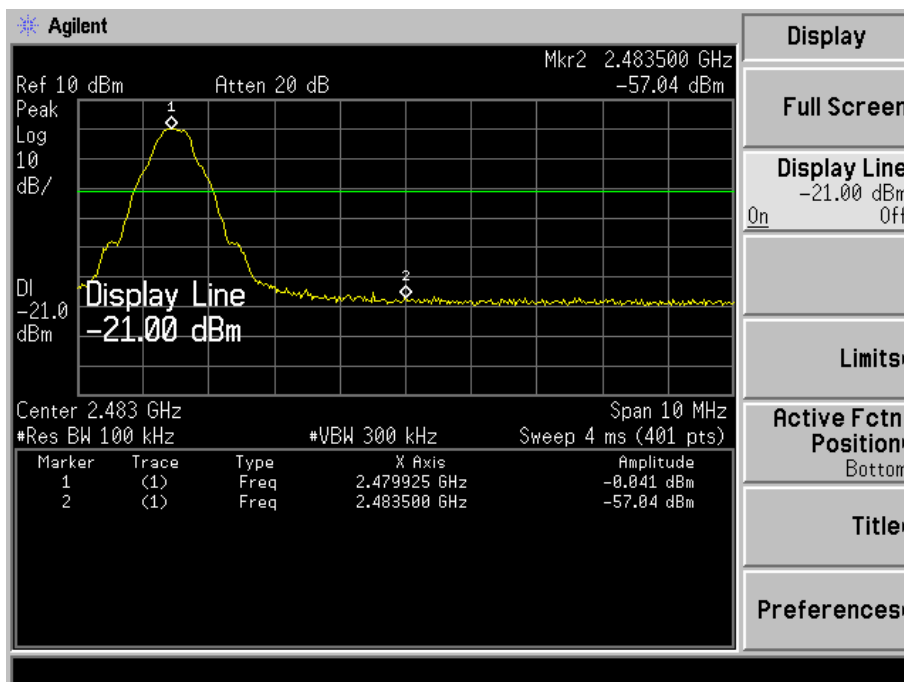 Agilent
Display
Mkr2 2.483500 GHz
Ref 10 dBm Atten 20 dB -57.04 dBm
Peak
Log
10
dB/
1
2
DI
-21.0
dBm
Display Line
-21.00 dBm
Center 2.483 GHz Span 10 MHz
#Res BW 100 kHz #VBW 300 kHz Sweep 4 ms (401 pts)
Marker Trace Type X Axis Amplitude
1 (1) Freq 2.479925 GHz -0.041 dBm
2 (1) Freq 2.483500 GHz -57.04 dBm
Full Screen
Display Line
-21.00 dBm
On Off
Limits
Active Fctn
Position
Bottom
Title
Preferences